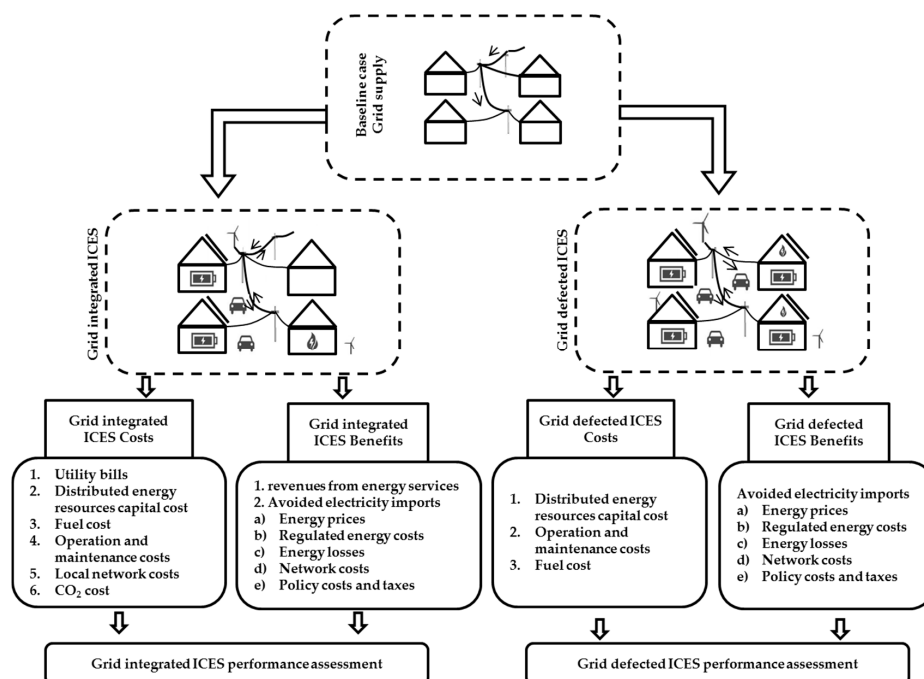 Baseline case
Grid supply
Grid integrated ICES
Grid defected ICES
Grid integrated
ICES Costs
Grid integrated
ICES Benefits
Grid defected ICES
Costs
Grid defected
ICES Benefits
1. Utility bills
2. Distributed energy
resources capital cost
3. Fuel cost
4. Operation and
maintenance costs
5. Local network costs
6. CO₂ cost
1. revenues from energy services
2. Avoided electricity imports
a) Energy prices
b) Regulated energy costs
c) Energy losses
d) Network costs
e) Policy costs and taxes
1. Distributed energy
resources capital cost
2. Operation and
maintenance costs
3. Fuel cost
Avoided electricity imports
a) Energy prices
b) Regulated energy costs
c) Energy losses
d) Network costs
e) Policy costs and taxes
Grid integrated ICES performance assessment
Grid defected ICES performance assessment